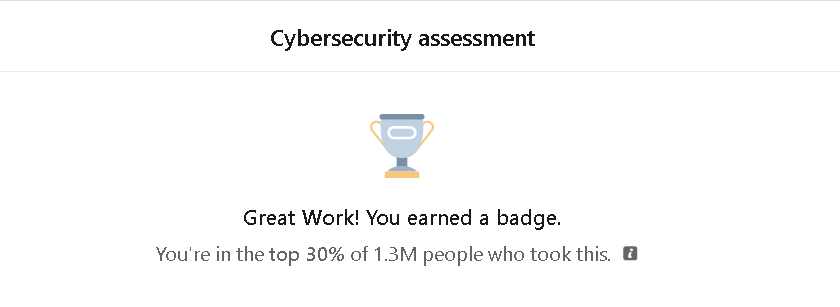 Cybersecurity assessment
Great Work! You earned a badge.
You're in the top 30% of 1.3M people who took this.